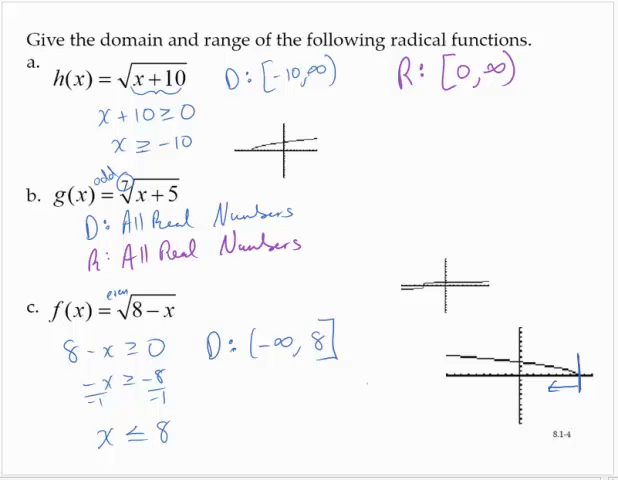 Give the domain and range of the following radical functions.
a. h(x) = √x + 10 D: [-10, ∞) R: [0, ∞)
x + 10 ≥ 0
x ≥ -10
odd
b. g(x) = ⁷√x + 5
D: All Real Numbers
R: All Real Numbers
even
c. f(x) = √8 − x
8 - x ≥ 0 D: (-∞, 8]
-x ≥ -8
-1 -1
x ≤ 8
8.1-4